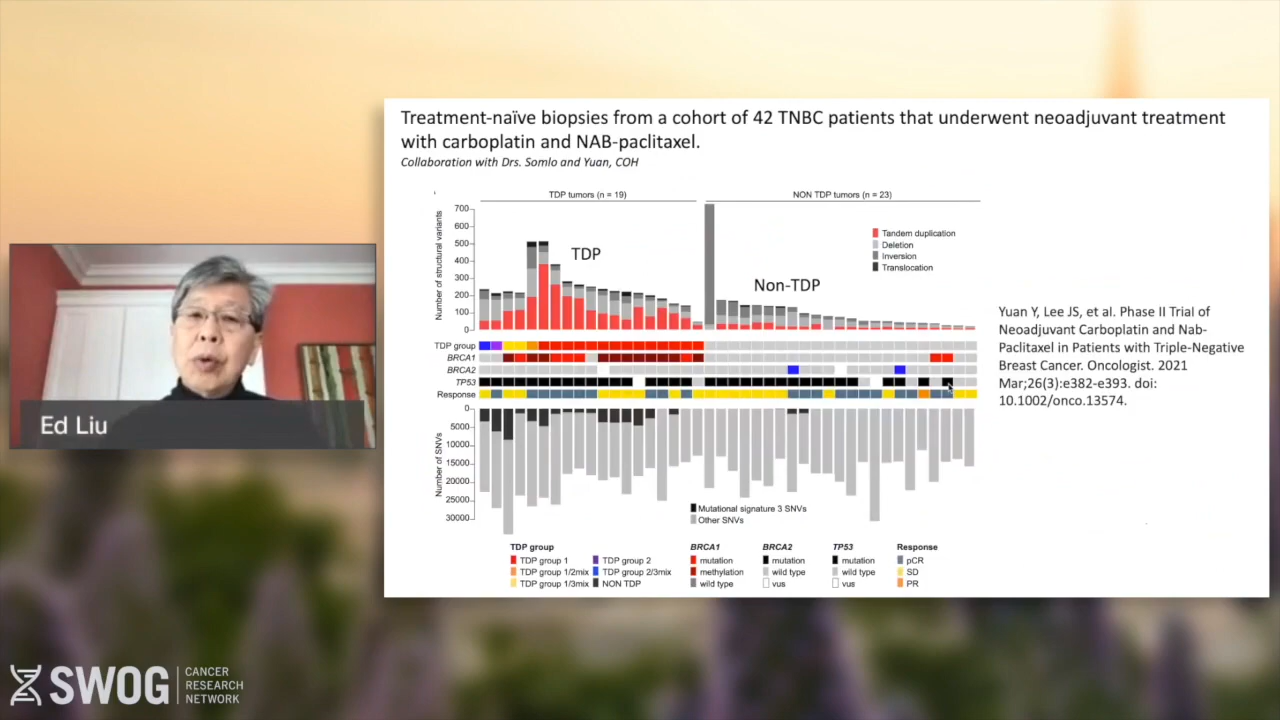 Treatment-naïve biopsies from a cohort of 42 TNBC patients that underwent neoadjuvant treatment
with carboplatin and NAB-paclitaxel.
Collaboration with Drs. Somlo and Yuan, COH
TDP tumors (n = 19)
NON TDP tumors (n = 23)
Number of structural variants
700
600
500
400
300
200
100
0
TDP
Non-TDP
Tandem duplication
Deletion
Inversion
Translocation
TDP group
BRCA1
BRCA2
TP53
Response
Number of SNVs
0
5000
10000
15000
20000
25000
30000
Mutational signature 3 SNVs
Other SNVs
TDP group
TDP group 1
TDP group 1/2mix
TDP group 1/3mix
TDP group 2
TDP group 2/3mix
NON TDP
BRCA1
mutation
methylation
wild type
BRCA2
mutation
wild type
vus
TP53
mutation
wild type
vus
Response
pCR
SD
PR
Yuan Y, Lee JS, et al. Phase II Trial of
Neoadjuvant Carboplatin and Nab-
Paclitaxel in Patients with Triple-Negative
Breast Cancer. Oncologist. 2021
Mar;26(3):e382-e393. doi:
10.1002/onco.13574.
Ed Liu
SWOG
CANCER
RESEARCH
NETWORK